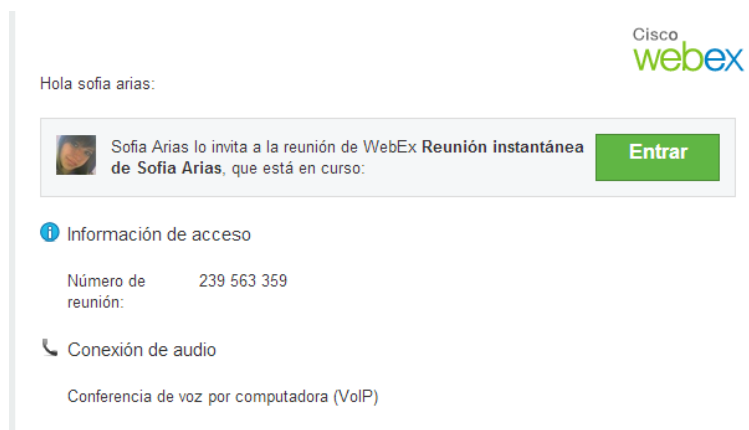 Cisco
webex
Hola sofia arias:
Sofia Arias lo invita a la reunión de WebEx Reunión instantánea
de Sofia Arias, que está en curso:
Entrar
Información de acceso
Número de
reunión:
239 563 359
Conexión de audio
Conferencia de voz por computadora (VoIP)